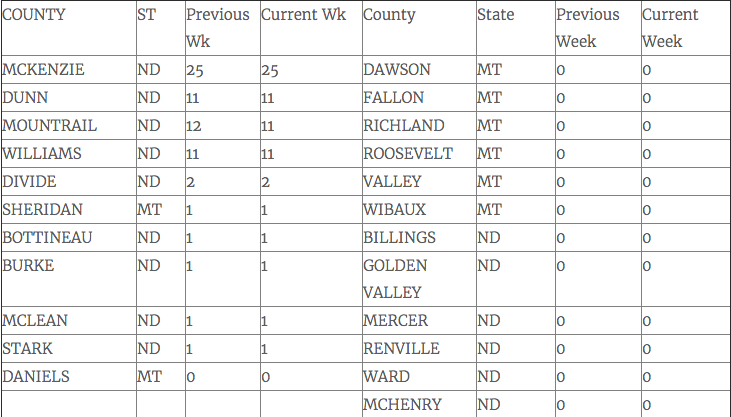 COUNTY ST Previous Current Wk County State Previous Current
Wk Week Week
MCKENZIE ND 25 25 DAWSON MT 0 0
DUNN ND 11 11 FALLON MT 0 0
MOUNTRAIL ND 12 11 RICHLAND MT 0 0
WILLIAMS ND 11 11 ROOSEVELT MT 0 0
DIVIDE ND 2 2 VALLEY MT 0 0
SHERIDAN MT 1 1 WIBAUX MT 0 0
BOTTINEAU ND 1 1 BILLINGS ND 0 0
BURKE ND 1 1 GOLDEN ND 0 0
VALLEY
MCLEAN ND 1 1 MERCER ND 0 0
STARK ND 1 1 RENVILLE ND 0 0
DANIELS MT 0 0 WARD ND 0 0
MCHENRY ND 0 0